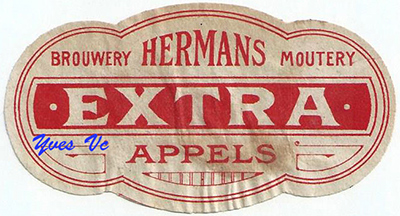 BROUWERY HERMANS MOUTERY
· EXTRA ·
Yves Vc
APPELS